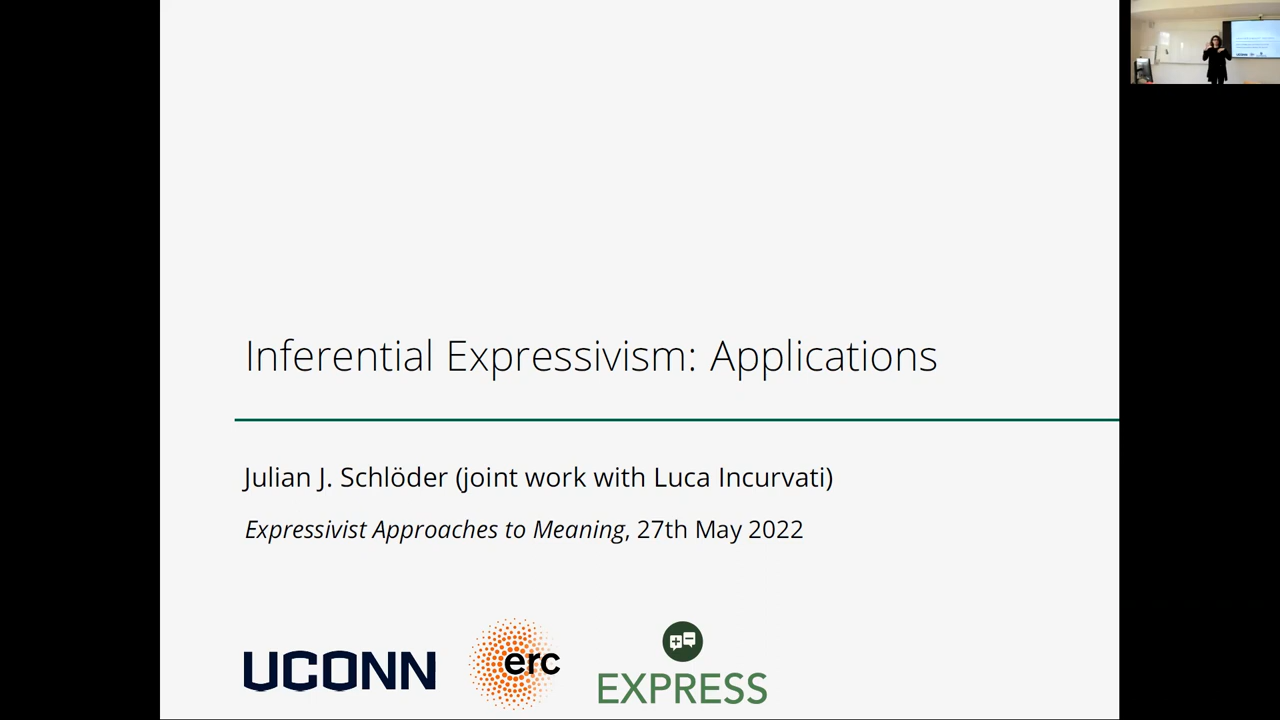 Inferential Expressivism: Applications
Julian J. Schlöder (joint work with Luca Incurvati)
Expressivist Approaches to Meaning, 27th May 2022
UCONN
erc
EXPRESS